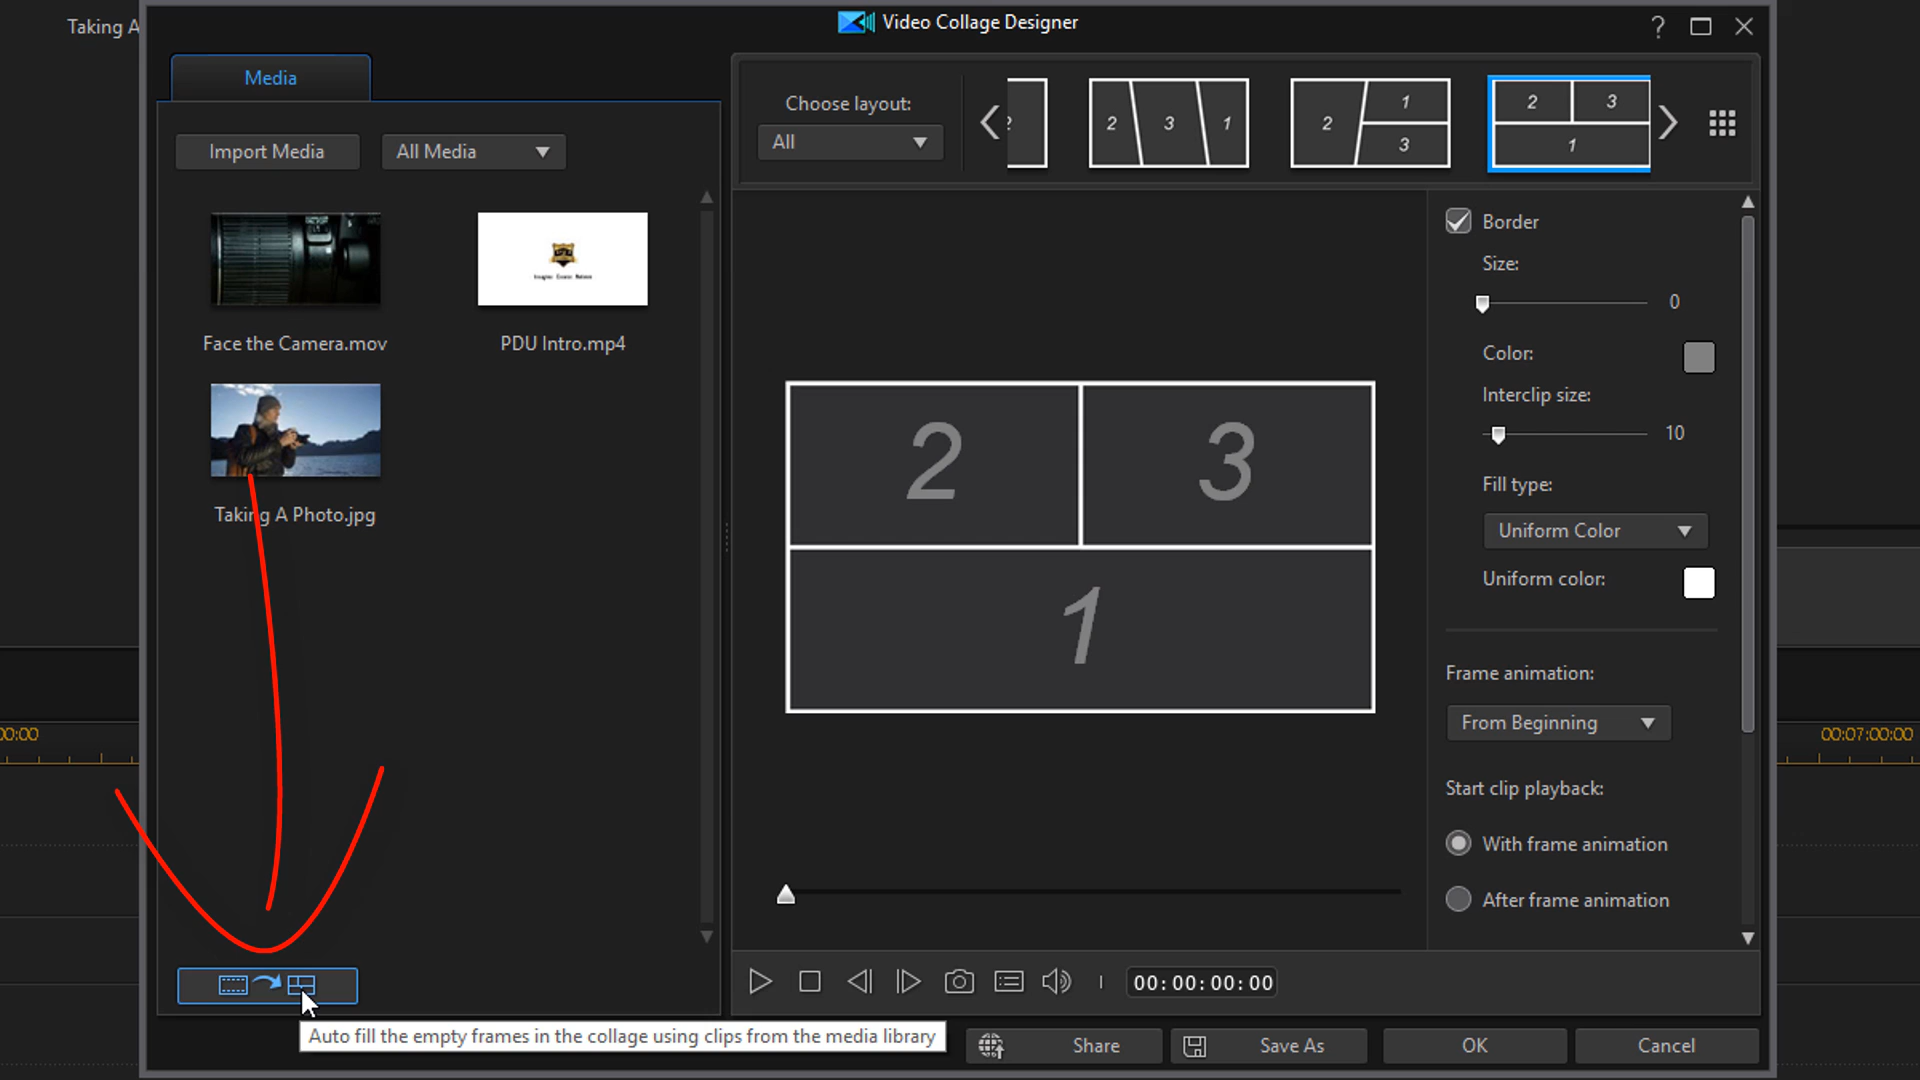 Taking A
Video Collage Designer
?
Media
Import Media
All Media
Face the Camera.mov
PDU Intro.mp4
Taking A Photo.jpg
Choose layout:
All
2 3 1
2 1 3
2 3 1
2 3
1
Border
Size:
0
Color:
Interclip size:
10
Fill type:
Uniform Color
Uniform color:
Frame animation:
From Beginning
Start clip playback:
With frame animation
After frame animation
00:00
00:07:00:00
00:00:00:00
Auto fill the empty frames in the collage using clips from the media library
Share
Save As
OK
Cancel